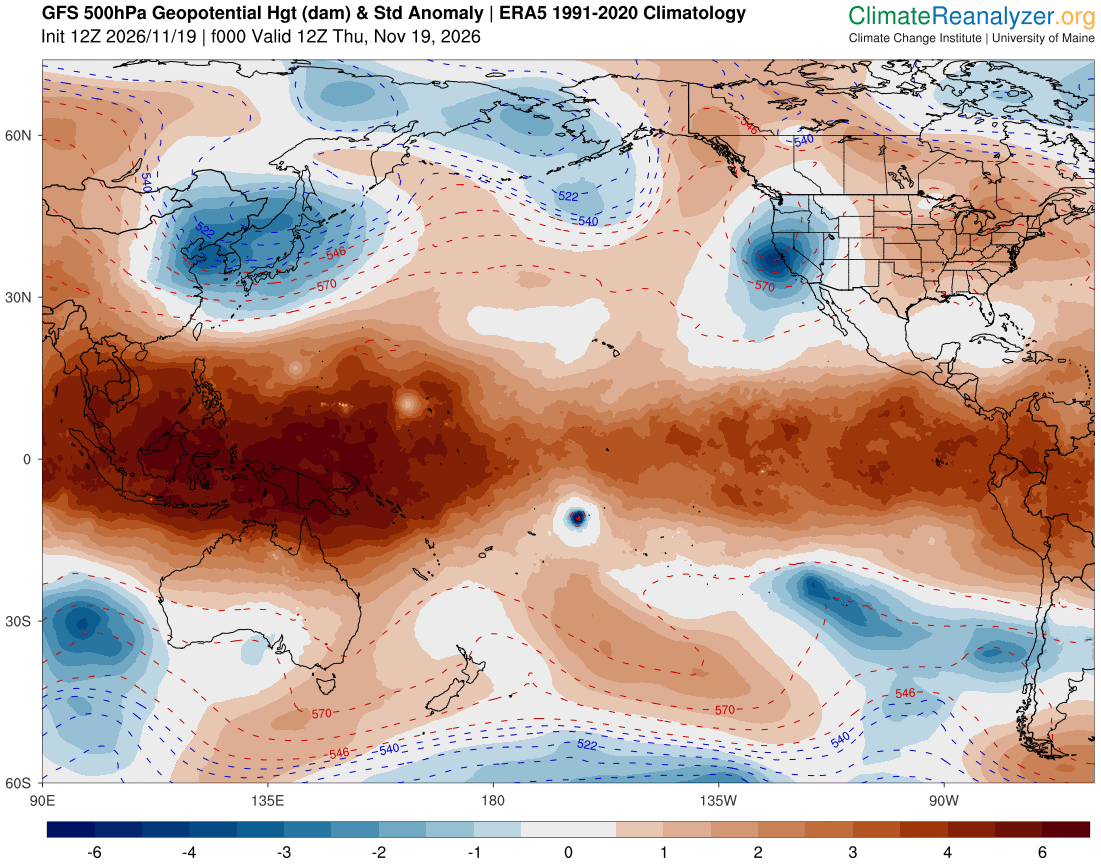 GFS 500hPa Geopotential Hgt (dam) & Std Anomaly | ERA5 1991-2020 Climatology
Init 12Z 2026/11/19 | f000 Valid 12Z Thu, Nov 19, 2026
ClimateReanalyzer.org
Climate Change Institute | University of Maine
546
540
60N
540
522
540
522
546
570
570
30N
0
30S
546
570
570
546
540
522
540
60S
90E
135E
180
135W
90W
-6
-4
-3
-2
-1
0
1
2
3
4
6